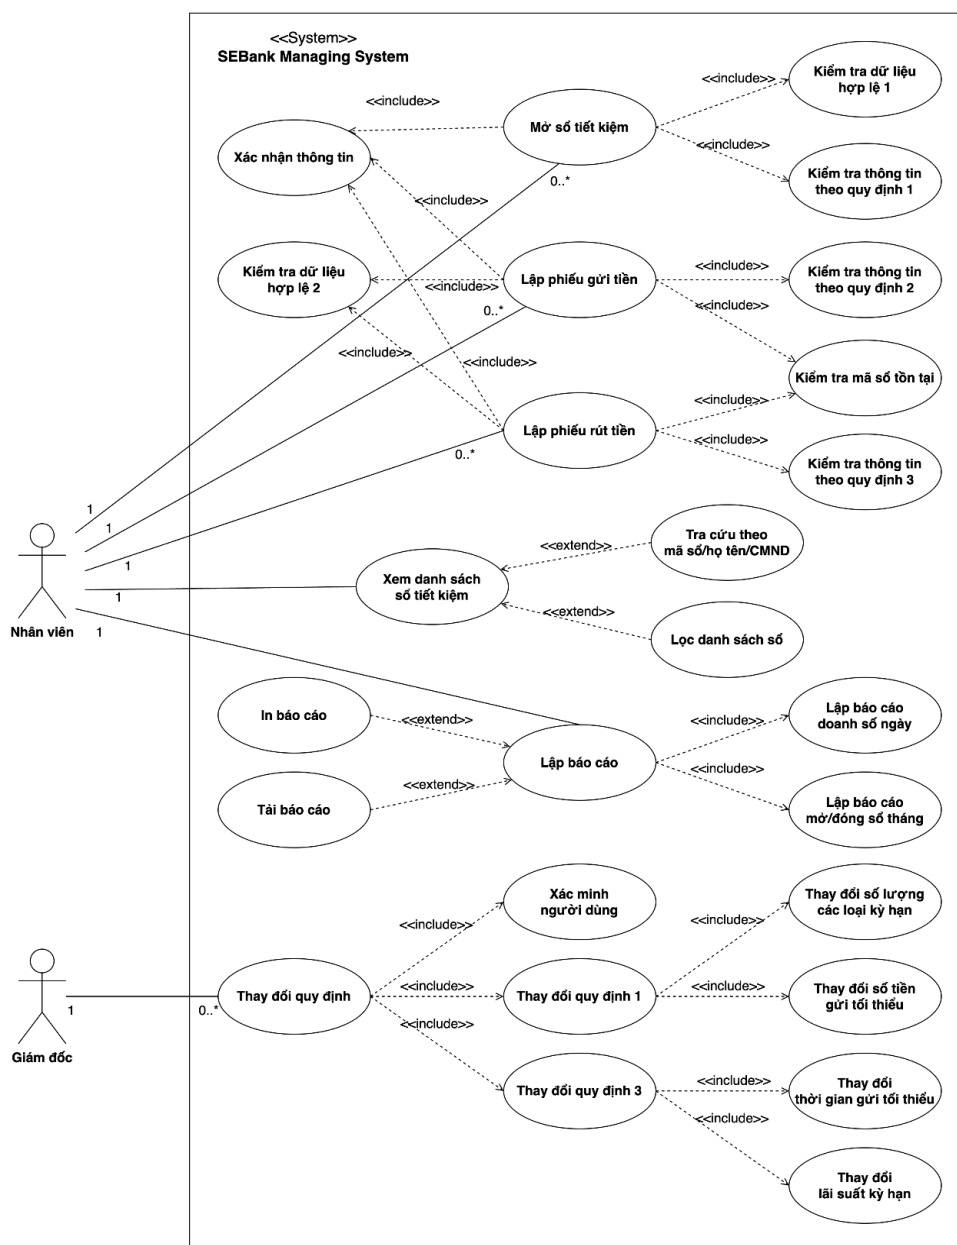 <<System>>
SEBank Managing System
<<include>>
Kiểm tra dữ liệu
hợp lệ 1
<<include>>
Mở sổ tiết kiệm
Xác nhận thông tin
<<include>>
Kiểm tra thông tin
theo quy định 1
0..*
<<include>>
Kiểm tra dữ liệu
hợp lệ 2
<<include>>
Lập phiếu gửi tiền
<<include>>
Kiểm tra thông tin
theo quy định 2
0..*
<<include>>
<<include>>
<<include>>
Kiểm tra mã số tồn tại
<<include>>
Lập phiếu rút tiền
0..*
<<include>>
Kiểm tra thông tin
theo quy định 3
1
1
1
1
1
Nhân viên
Xem danh sách
sổ tiết kiệm
<<extend>>
Tra cứu theo
mã số/họ tên/CMND
<<extend>>
Lọc danh sách sổ
In báo cáo
<<extend>>
Lập báo cáo
<<include>>
Lập báo cáo
doanh số ngày
Tải báo cáo
<<extend>>
<<include>>
Lập báo cáo
mở/đóng sổ tháng
Xác minh
người dùng
<<include>>
<<include>>
Thay đổi số lượng
các loại kỳ hạn
Giám đốc
1
0..*
Thay đổi quy định
<<include>>
Thay đổi quy định 1
<<include>>
Thay đổi số tiền
gửi tối thiểu
<<include>>
Thay đổi quy định 3
<<include>>
Thay đổi
thời gian gửi tối thiểu
<<include>>
Thay đổi
lãi suất kỳ hạn